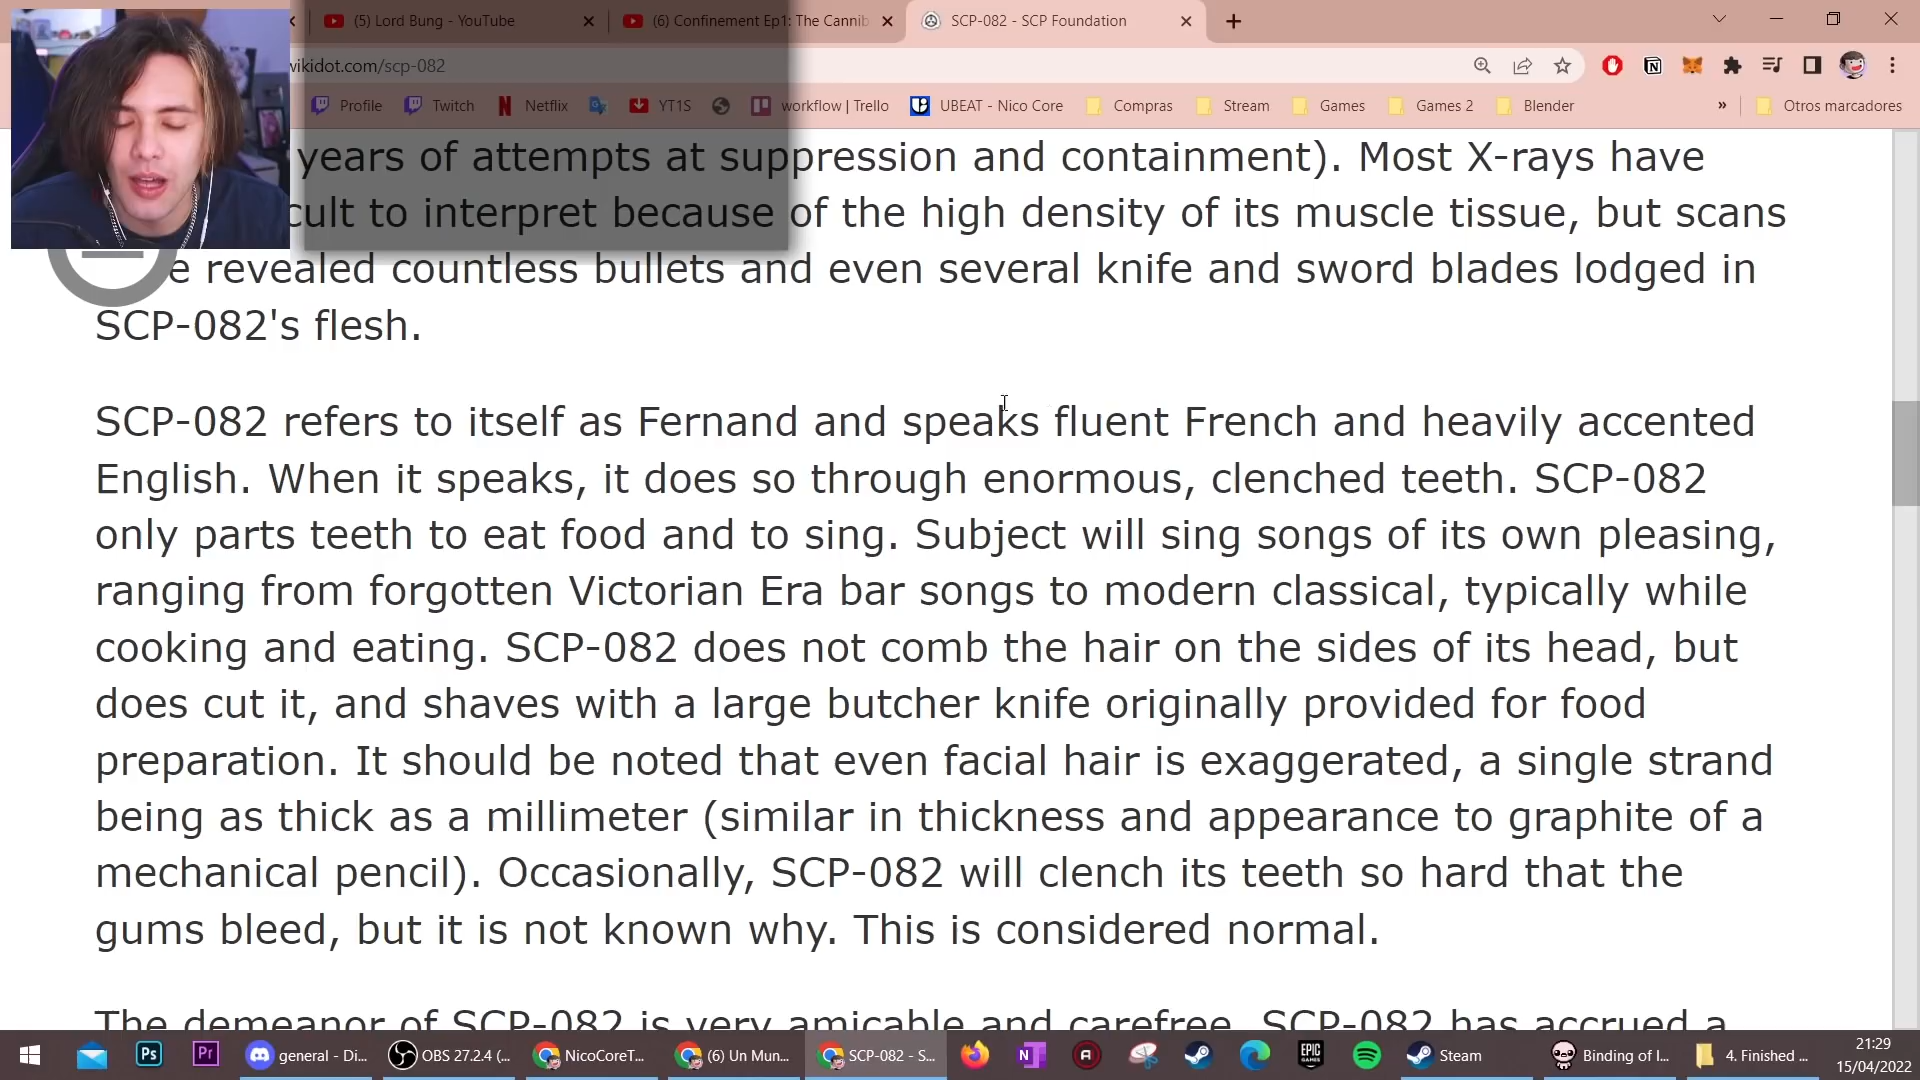 (5) Lord Bung - YouTube
(6) Confinement Ep1: The Cannib
SCP-082 - SCP Foundation
wikidot.com/scp-082
Profile
Twitch
Netflix
YT1S
workflow | Trello
UBEAT - Nico Core
Compras
Stream
Games
Games 2
Blender
»
Otros marcadores
years of attempts at suppression and containment). Most X-rays have
cult to interpret because of the high density of its muscle tissue, but scans
e revealed countless bullets and even several knife and sword blades lodged in
SCP-082's flesh.
SCP-082 refers to itself as Fernand and speaks fluent French and heavily accented
English. When it speaks, it does so through enormous, clenched teeth. SCP-082
only parts teeth to eat food and to sing. Subject will sing songs of its own pleasing,
ranging from forgotten Victorian Era bar songs to modern classical, typically while
cooking and eating. SCP-082 does not comb the hair on the sides of its head, but
does cut it, and shaves with a large butcher knife originally provided for food
preparation. It should be noted that even facial hair is exaggerated, a single strand
being as thick as a millimeter (similar in thickness and appearance to graphite of a
mechanical pencil). Occasionally, SCP-082 will clench its teeth so hard that the
gums bleed, but it is not known why. This is considered normal.
The demeanor of SCP-082 is very amicable and carefree. SCP-082 has accrued a
Ps
Pr
general - Di...
OBS 27.2.4 (...
NicoCoreT...
(6) Un Mun...
SCP-082 - S...
EPIC
GAMES
Steam
Binding of I...
4. Finished ...
21:29
15/04/2022